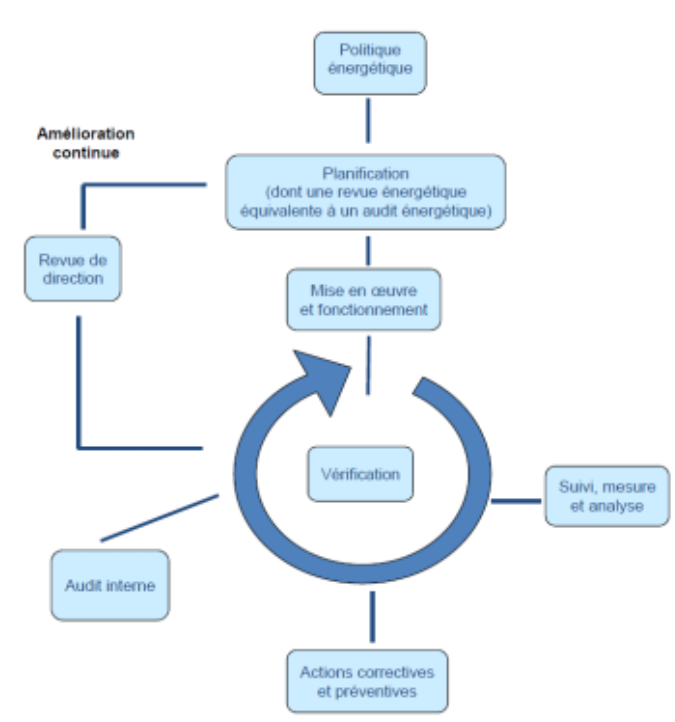 Politique
énergétique
Amélioration
continue
Planification
(dont une revue énergétique
équivalente à un audit énergétique)
Revue de
direction
Mise en œuvre
et fonctionnement
Vérification
Suivi, mesure
et analyse
Audit interne
Actions correctives
et préventives